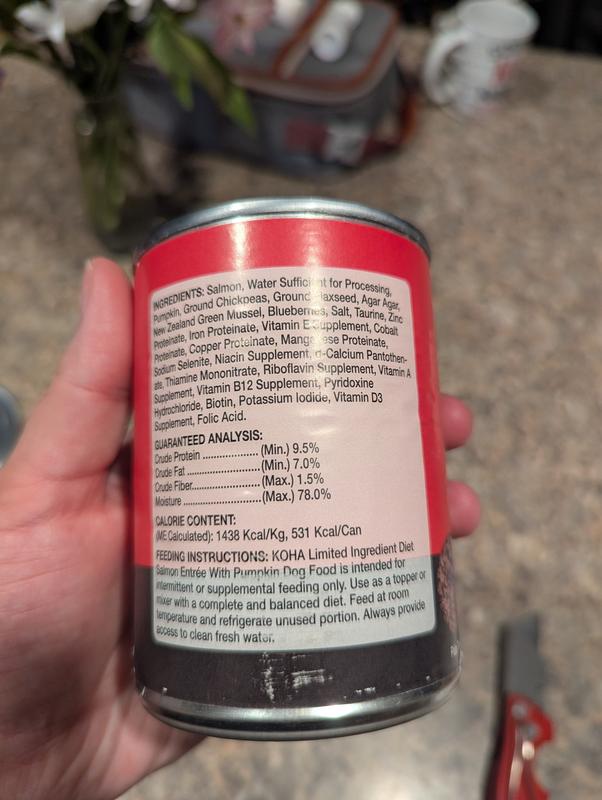 INGREDIENTS: Salmon, Water Sufficient for Processing,
Pumpkin, Ground Chickpeas, Ground Flaxseed, Agar Agar,
New Zealand Green Mussel, Blueberries, Salt, Taurine, Zinc
Proteinate, Iron Proteinate, Vitamin E Supplement, Cobalt
Proteinate, Copper Proteinate, Manganese Proteinate,
Sodium Selenite, Niacin Supplement, d-Calcium Pantothen-
ate, Thiamine Mononitrate, Riboflavin Supplement, Vitamin A
Supplement, Vitamin B12 Supplement, Pyridoxine
Hydrochloride, Biotin, Potassium Iodide, Vitamin D3
Supplement, Folic Acid.
GUARANTEED ANALYSIS:
Crude Protein .................... (Min.) 9.5%
Crude Fat .......................... (Min.) 7.0%
Crude Fiber........................ (Max.) 1.5%
Moisture ........................... (Max.) 78.0%
CALORIE CONTENT:
(ME Calculated): 1438 Kcal/Kg, 531 Kcal/Can
FEEDING INSTRUCTIONS: KOHA Limited Ingredient Diet
Salmon Entrée With Pumpkin Dog Food is intended for
intermittent or supplemental feeding only. Use as a topper or
mixer with a complete and balanced diet. Feed at room
temperature and refrigerate unused portion. Always provide
access to clean fresh water.